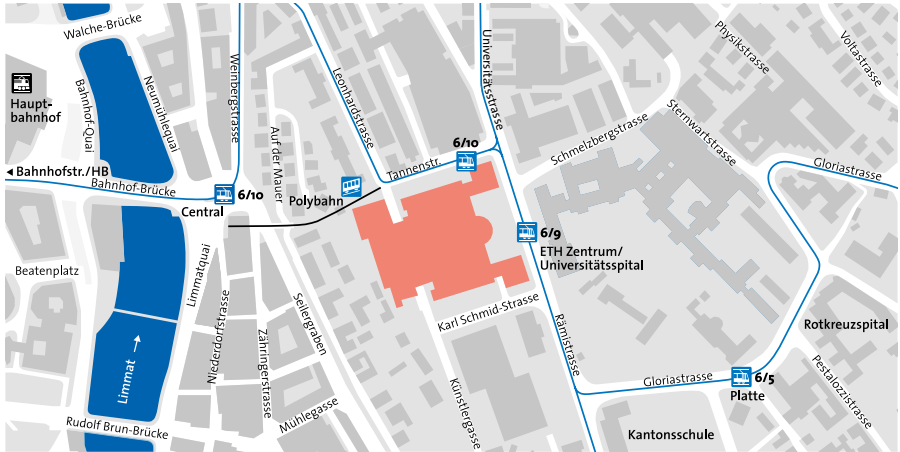 Walche-Brücke
Neumühlequai
Bahnhof-Quai
Weinbergstrasse
Leonhardstrasse
Universitätsstrasse
Physikstrasse
Voltastrasse
Haupt-
bahnhof
Auf der Mauer
Tannenstr.
6/10
Schmelzbergstrasse
Sternwartstrasse
Gloriastrasse
◂ Bahnhofstr./HB
Bahnhof-Brücke
6/10
Central
Polybahn
6/9
ETH Zentrum/
Universitätsspital
Beatenplatz
Limmatquai
Niederdorfstrasse
Zähringerstrasse
Seilergraben
Karl Schmid-Strasse
Rämistrasse
Rotkreuzspital
Limmat →
Gloriastrasse
6/5
Platte
Pestalozzistrasse
Rudolf Brun-Brücke
Mühlegasse
Künstlergasse
Kantonsschule